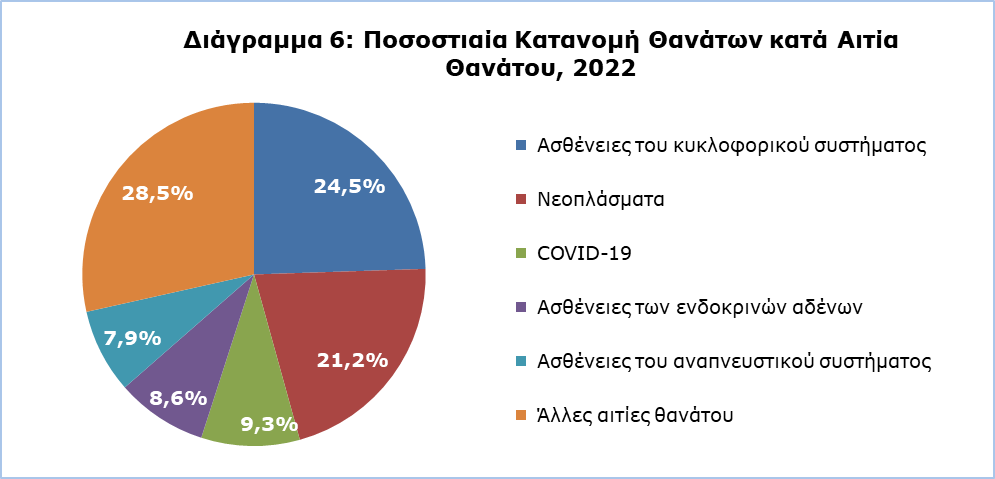 Διάγραμμα 6: Ποσοστιαία Κατανομή Θανάτων κατά Αιτία
Θανάτου, 2022
24,5%
21,2%
9,3%
8,6%
7,9%
28,5%
Ασθένειες του κυκλοφορικού συστήματος
Νεοπλάσματα
COVID-19
Ασθένειες των ενδοκρινών αδένων
Ασθένειες του αναπνευστικού συστήματος
Άλλες αιτίες θανάτου